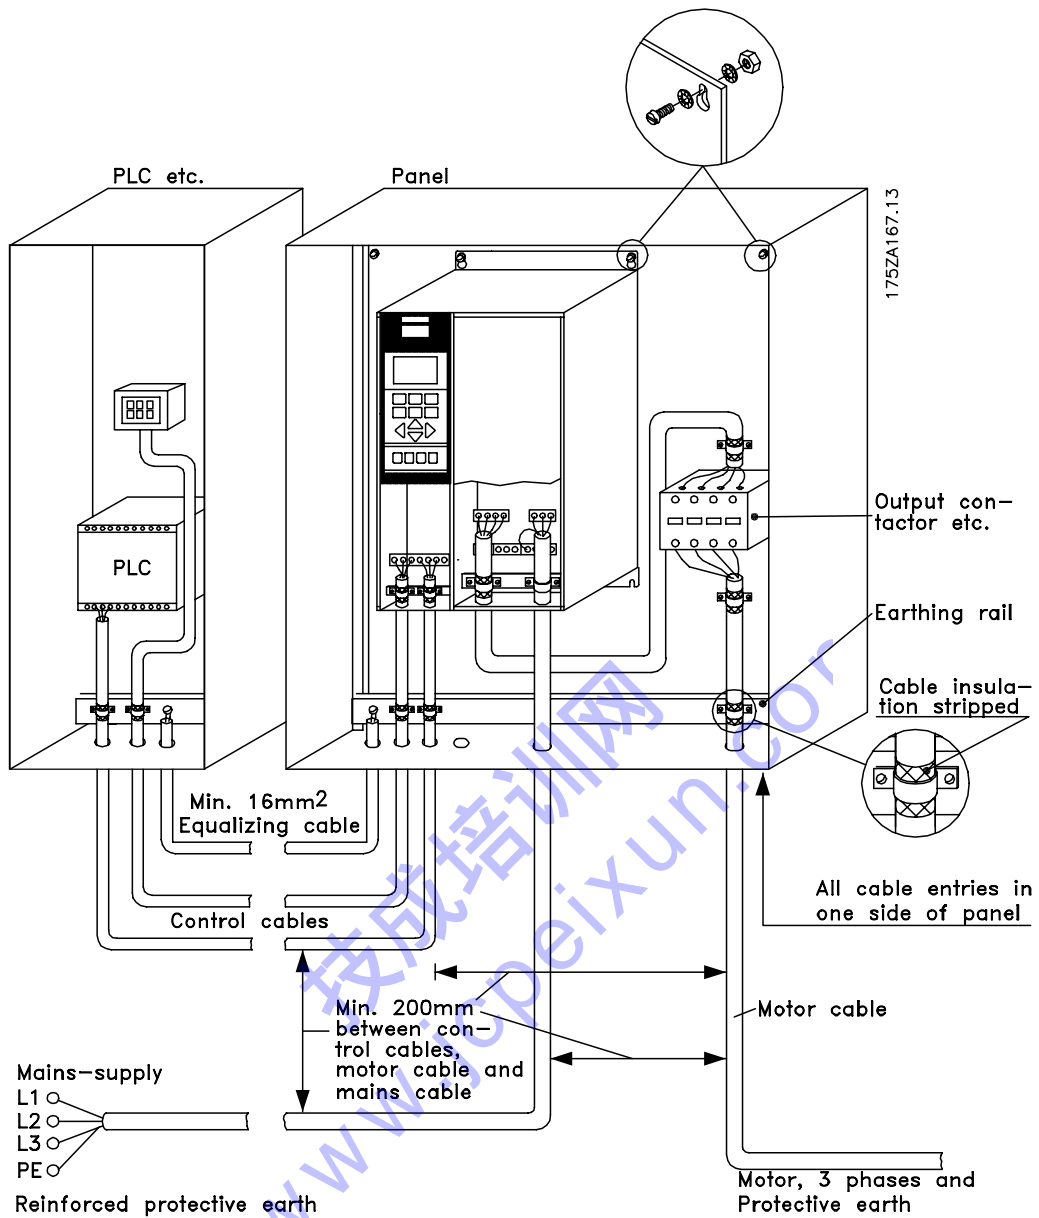 PLC etc.
Panel
175ZA167.13
PLC
Output con-
tactor etc.
Earthing rail
Cable insula-
tion stripped
Min. 16mm2
Equalizing cable
All cable entries in
one side of panel
Control cables
Min. 200mm
between con-
trol cables,
motor cable and
mains cable
Motor cable
Mains-supply
L1
L2
L3
PE
Reinforced protective earth
Motor, 3 phases and
Protective earth
技成培训网
www.jcpeixun.com